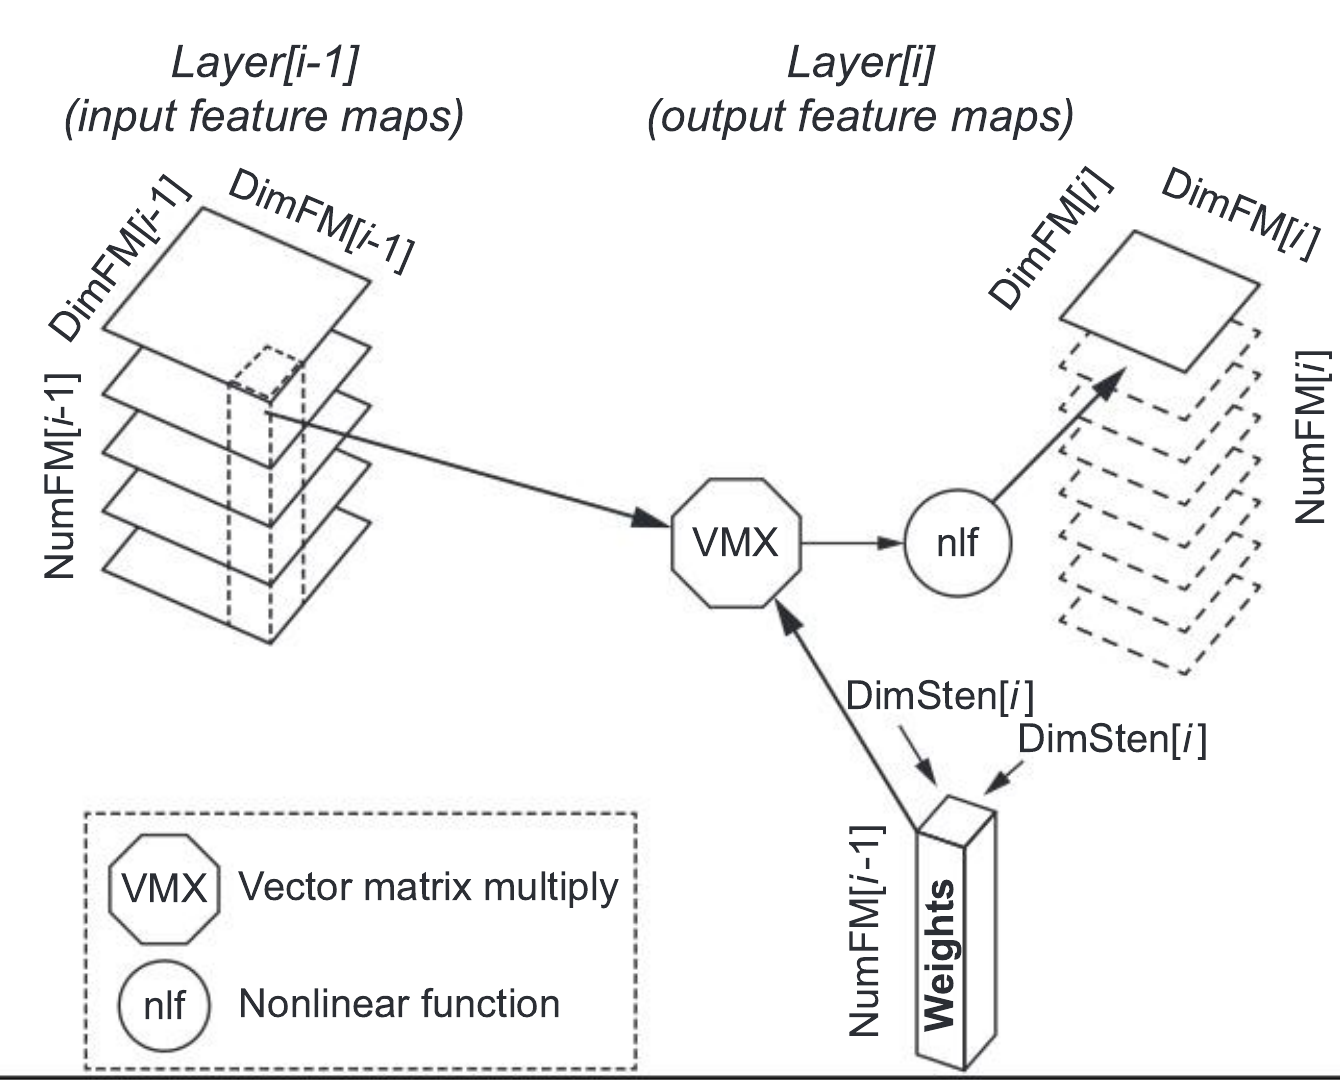 Layer[i-1]
(input feature maps)
Layer[i]
(output feature maps)
DimFM[i-1]
DimFM[i-1]
NumFM[i-1]
DimFM[i]
DimFM[i]
NumFM[i]
VMX
nlf
DimSten[i]
DimSten[i]
NumFM[i-1]
Weights
VMX Vector matrix multiply
nlf Nonlinear function